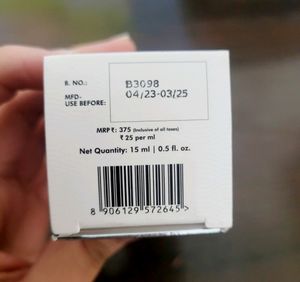 B. NO.: B3098
MFD- 04/23-03/25
USE BEFORE:
MRP ₹: 375 (Inclusive of all taxes)
₹ 25 per ml
Net Quantity: 15 ml | 0.5 fl. oz.
8 906129 572645 >